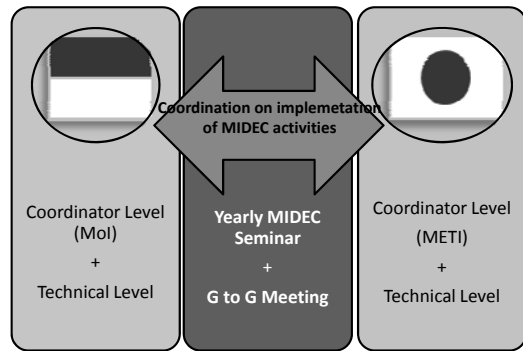 Coordination on implemetation
of MIDEC activities
Coordinator Level
(MoI)
+
Technical Level
Yearly MIDEC
Seminar
+
G to G Meeting
Coordinator Level
(METI)
+
Technical Level